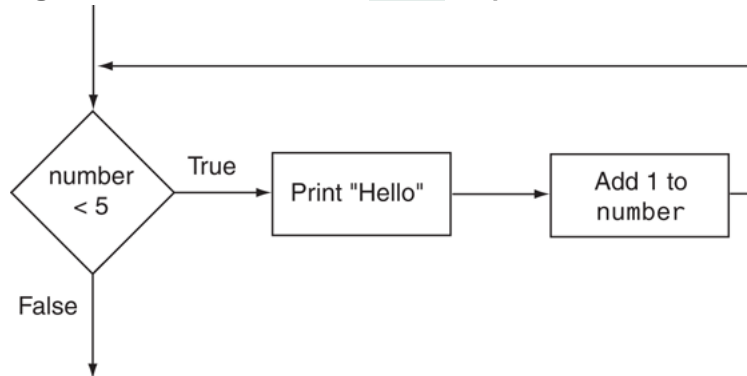 True
number
< 5
Print "Hello"
Add 1 to
number
False